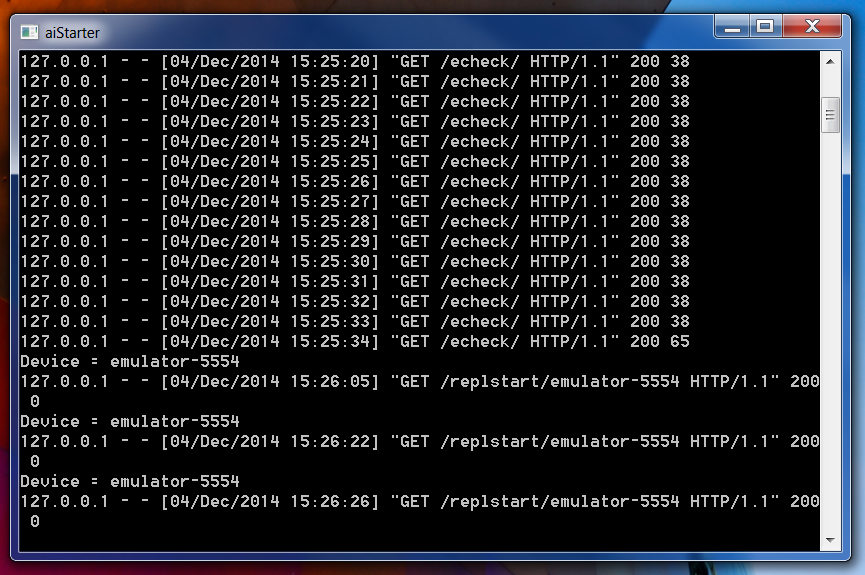 aiStarter
127.0.0.1 - - [04/Dec/2014 15:25:20] "GET /echeck/ HTTP/1.1" 200 38
127.0.0.1 - - [04/Dec/2014 15:25:21] "GET /echeck/ HTTP/1.1" 200 38
127.0.0.1 - - [04/Dec/2014 15:25:22] "GET /echeck/ HTTP/1.1" 200 38
127.0.0.1 - - [04/Dec/2014 15:25:23] "GET /echeck/ HTTP/1.1" 200 38
127.0.0.1 - - [04/Dec/2014 15:25:24] "GET /echeck/ HTTP/1.1" 200 38
127.0.0.1 - - [04/Dec/2014 15:25:25] "GET /echeck/ HTTP/1.1" 200 38
127.0.0.1 - - [04/Dec/2014 15:25:26] "GET /echeck/ HTTP/1.1" 200 38
127.0.0.1 - - [04/Dec/2014 15:25:27] "GET /echeck/ HTTP/1.1" 200 38
127.0.0.1 - - [04/Dec/2014 15:25:28] "GET /echeck/ HTTP/1.1" 200 38
127.0.0.1 - - [04/Dec/2014 15:25:29] "GET /echeck/ HTTP/1.1" 200 38
127.0.0.1 - - [04/Dec/2014 15:25:30] "GET /echeck/ HTTP/1.1" 200 38
127.0.0.1 - - [04/Dec/2014 15:25:31] "GET /echeck/ HTTP/1.1" 200 38
127.0.0.1 - - [04/Dec/2014 15:25:32] "GET /echeck/ HTTP/1.1" 200 38
127.0.0.1 - - [04/Dec/2014 15:25:33] "GET /echeck/ HTTP/1.1" 200 38
127.0.0.1 - - [04/Dec/2014 15:25:34] "GET /echeck/ HTTP/1.1" 200 65
Device = emulator-5554
127.0.0.1 - - [04/Dec/2014 15:26:05] "GET /replstart/emulator-5554 HTTP/1.1" 200
0
Device = emulator-5554
127.0.0.1 - - [04/Dec/2014 15:26:22] "GET /replstart/emulator-5554 HTTP/1.1" 200
0
Device = emulator-5554
127.0.0.1 - - [04/Dec/2014 15:26:26] "GET /replstart/emulator-5554 HTTP/1.1" 200
0